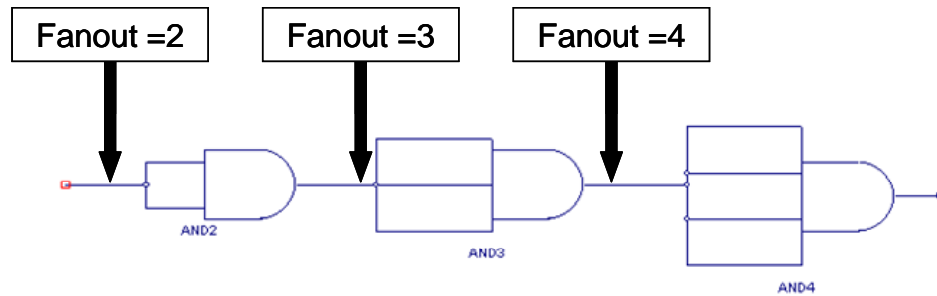 Fanout =2
Fanout =3
Fanout =4
AND2
AND3
AND4